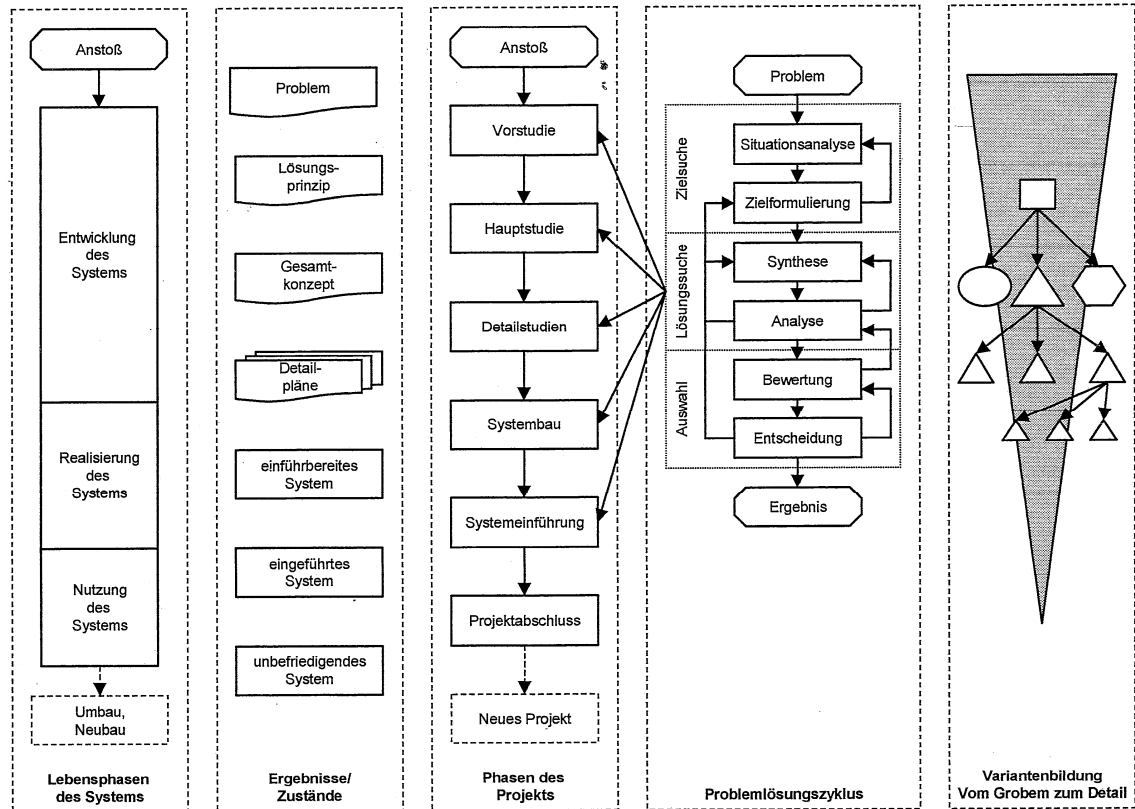 Anstoß
Entwicklung
des
Systems
Realisierung
des
Systems
Nutzung
des
Systems
Umbau,
Neubau
Lebensphasen
des Systems
Problem
Lösungs-
prinzip
Gesamt-
konzept
Detail-
pläne
einführbereites
System
eingeführtes
System
unbefriedigendes
System
Ergebnisse/
Zustände
Anstoß
Vorstudie
Hauptstudie
Detailstudien
Systembau
Systemeinführung
Projektabschluss
Neues Projekt
Phasen des
Projekts
Problem
Zielsuche
Situationsanalyse
Zielformulierung
Lösungssuche
Synthese
Analyse
Auswahl
Bewertung
Entscheidung
Ergebnis
Problemlösungszyklus
Variantenbildung
Vom Grobem zum Detail